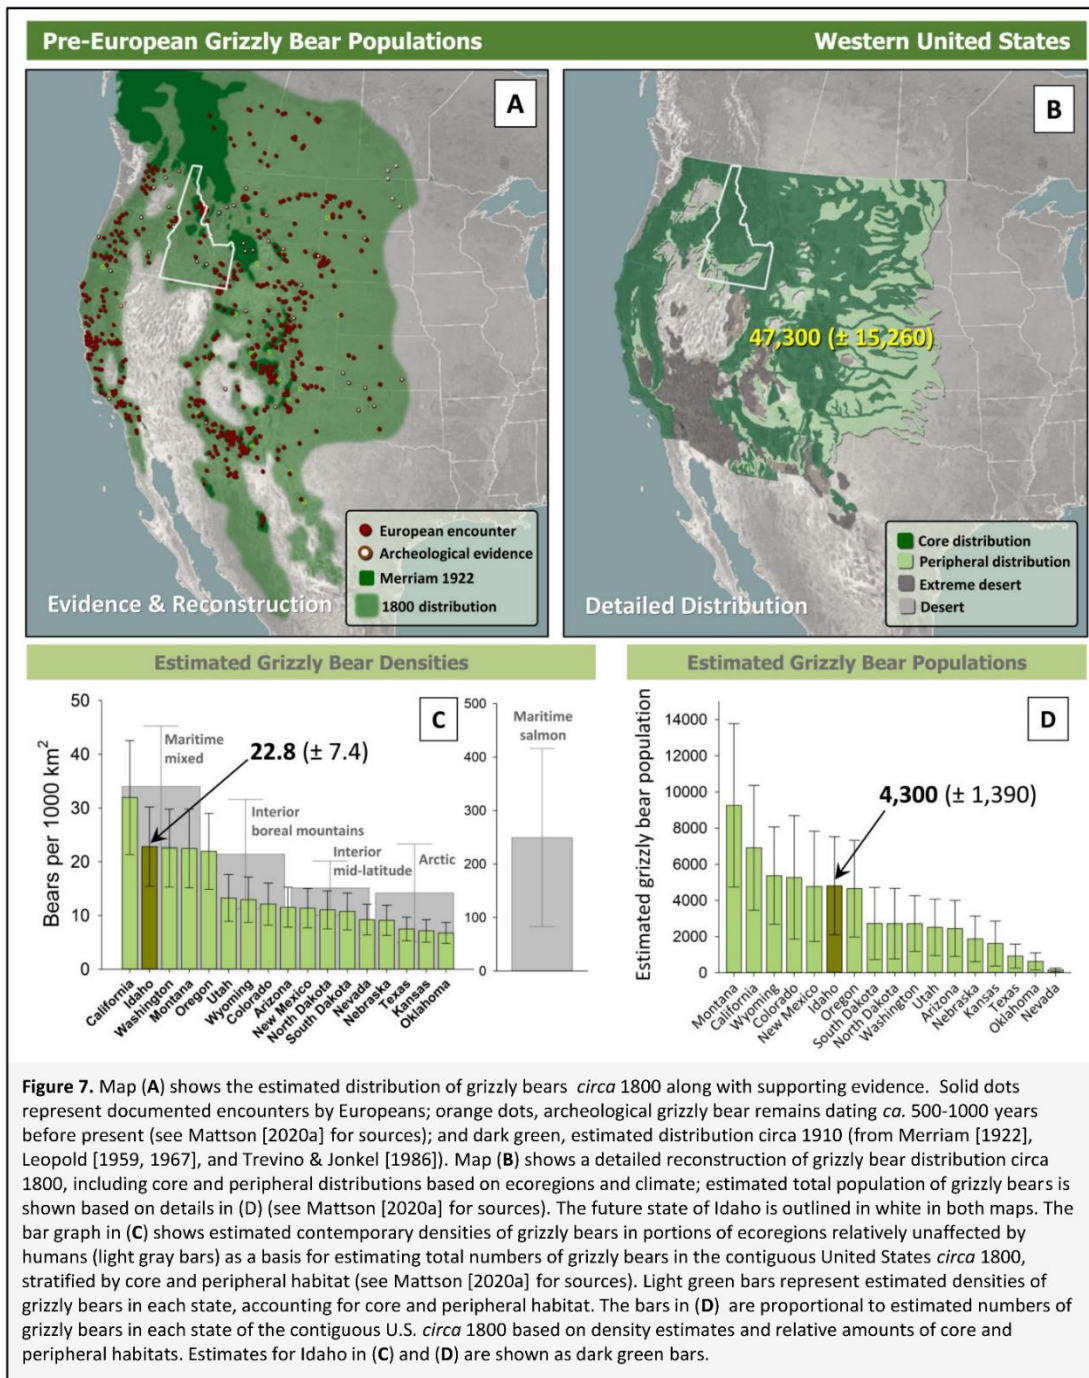 Pre-European Grizzly Bear Populations
Western United States
A
B
47,300 (± 15,260)
European encounter
Archeological evidence
Merriam 1922
1800 distribution
Evidence & Reconstruction
Core distribution
Peripheral distribution
Extreme desert
Desert
Detailed Distribution
Estimated Grizzly Bear Densities
Estimated Grizzly Bear Populations
Bears per 1000 km²
50
40
30
20
10
0
C
Maritime
mixed
22.8 (± 7.4)
Interior
boreal mountains
Interior
mid-latitude
Arctic
California
Idaho
Washington
Montana
Oregon
Utah
Wyoming
Colorado
Arizona
New Mexico
North Dakota
South Dakota
Nevada
Nebraska
Texas
Kansas
Oklahoma
500
400
300
200
100
0
Maritime
salmon
Estimated grizzly bear population
14000
12000
10000
8000
6000
4000
2000
0
D
4,300 (± 1,390)
Montana
California
Wyoming
Colorado
New Mexico
Idaho
Oregon
South Dakota
North Dakota
Washington
Utah
Arizona
Nebraska
Kansas
Texas
Oklahoma
Nevada
Figure 7. Map (A) shows the estimated distribution of grizzly bears circa 1800 along with supporting evidence. Solid dots
represent documented encounters by Europeans; orange dots, archeological grizzly bear remains dating ca. 500-1000 years
before present (see Mattson [2020a] for sources); and dark green, estimated distribution circa 1910 (from Merriam [1922],
Leopold [1959, 1967], and Trevino & Jonkel [1986]). Map (B) shows a detailed reconstruction of grizzly bear distribution circa
1800, including core and peripheral distributions based on ecoregions and climate; estimated total population of grizzly bears is
shown based on details in (D) (see Mattson [2020a] for sources). The future state of Idaho is outlined in white in both maps. The
bar graph in (C) shows estimated contemporary densities of grizzly bears in portions of ecoregions relatively unaffected by
humans (light gray bars) as a basis for estimating total numbers of grizzly bears in the contiguous United States circa 1800,
stratified by core and peripheral habitat (see Mattson [2020a] for sources). Light green bars represent estimated densities of
grizzly bears in each state, accounting for core and peripheral habitat. The bars in (D) are proportional to estimated numbers of
grizzly bears in each state of the contiguous U.S. circa 1800 based on density estimates and relative amounts of core and
peripheral habitats. Estimates for Idaho in (C) and (D) are shown as dark green bars.